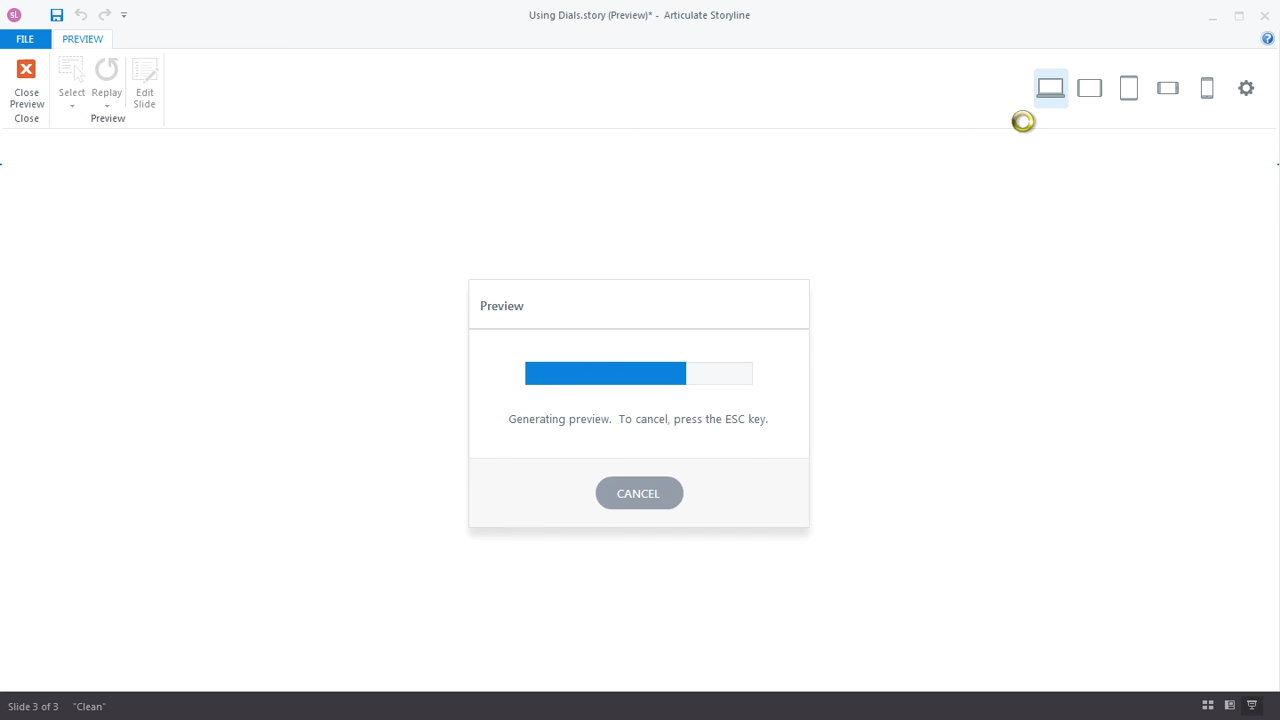 sl
Using Dials.story (Preview)* - Articulate Storyline
FILE
PREVIEW
?
Close Preview
Select
Replay
Edit Slide
Close
Preview
Preview
Generating preview. To cancel, press the ESC key.
CANCEL
Slide 3 of 3
"Clean"